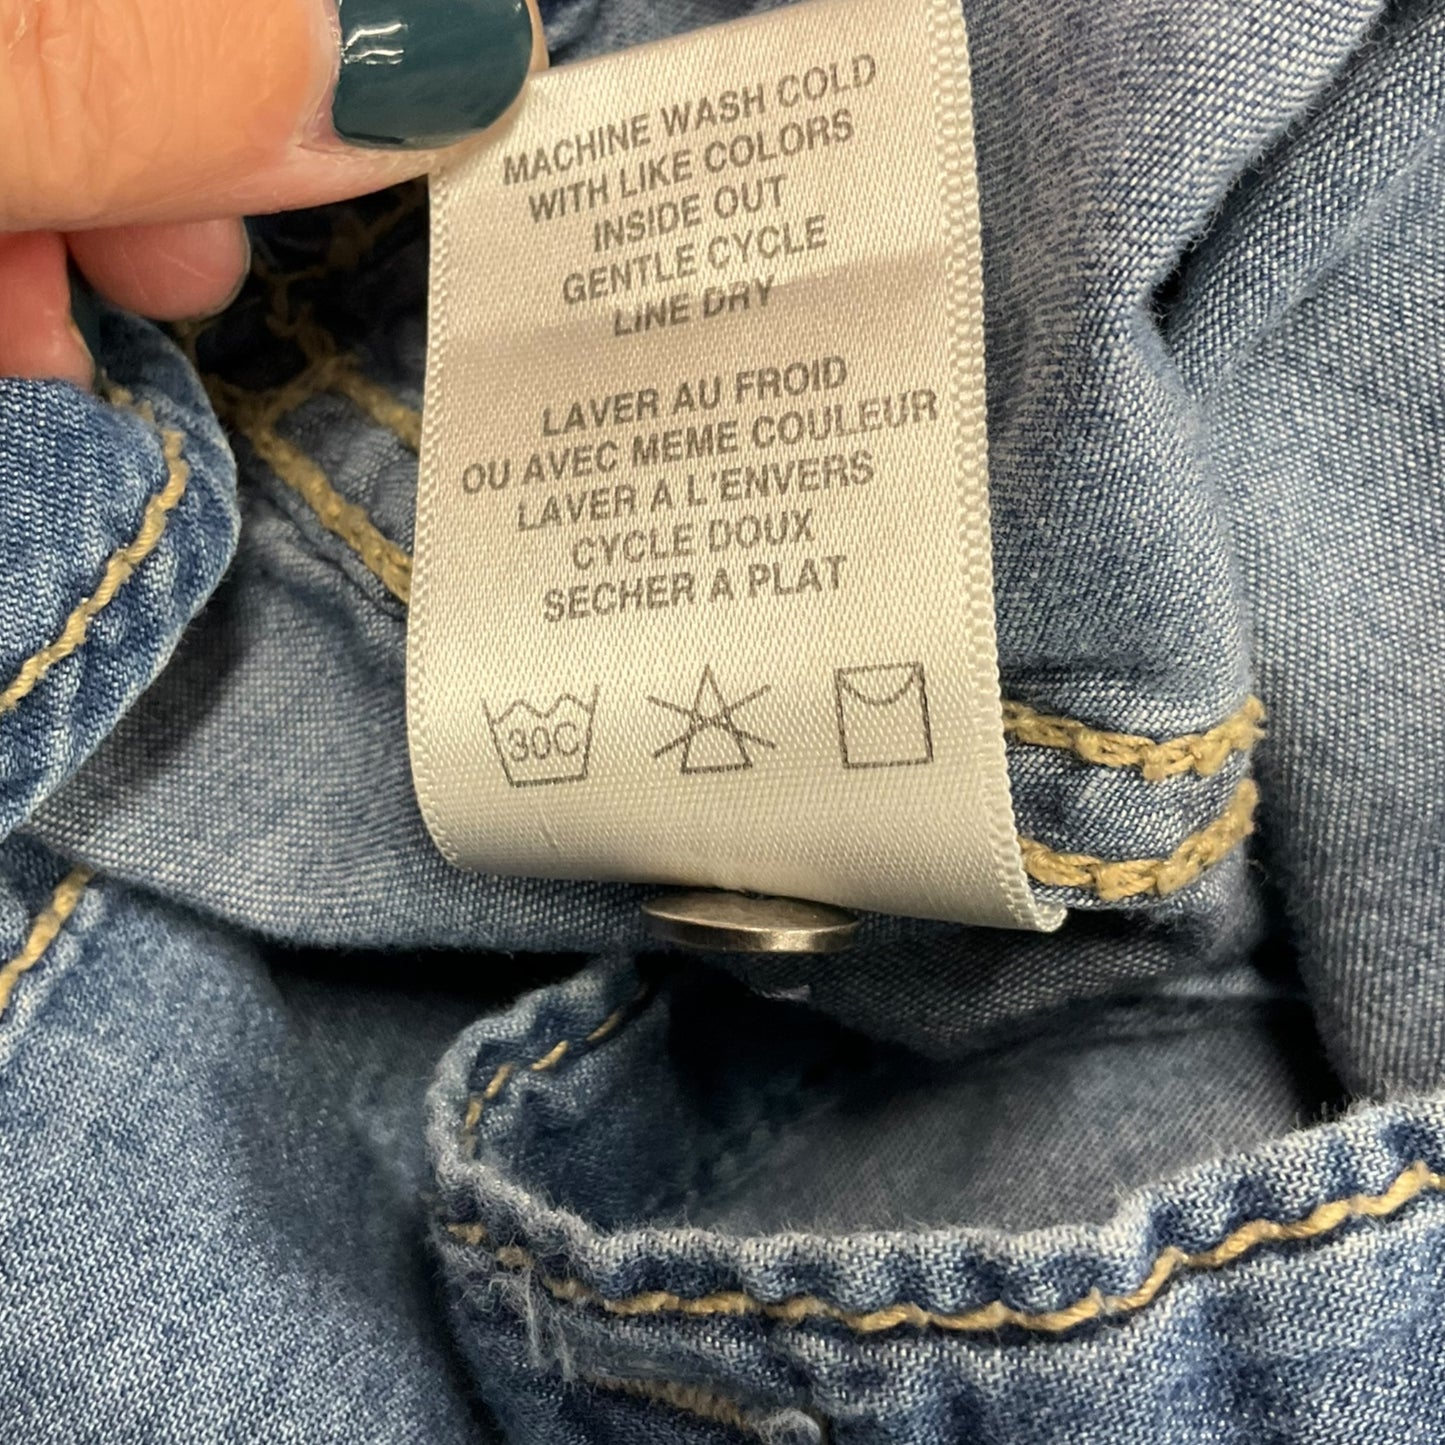 MACHINE WASH COLD
WITH LIKE COLORS
INSIDE OUT
GENTLE CYCLE
LINE DRY
LAVER AU FROID
OU AVEC MEME COULEUR
LAVER A L'ENVERS
CYCLE DOUX
SECHER A PLAT
30C